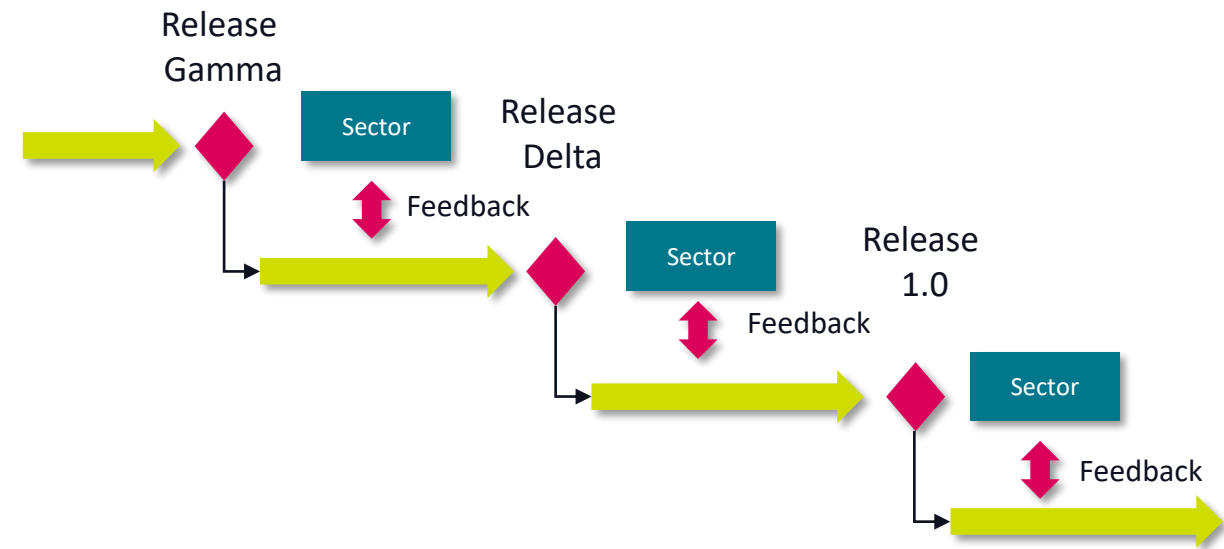 Release
Gamma
Sector
Feedback
Release
Delta
Sector
Feedback
Release
1.0
Sector
Feedback